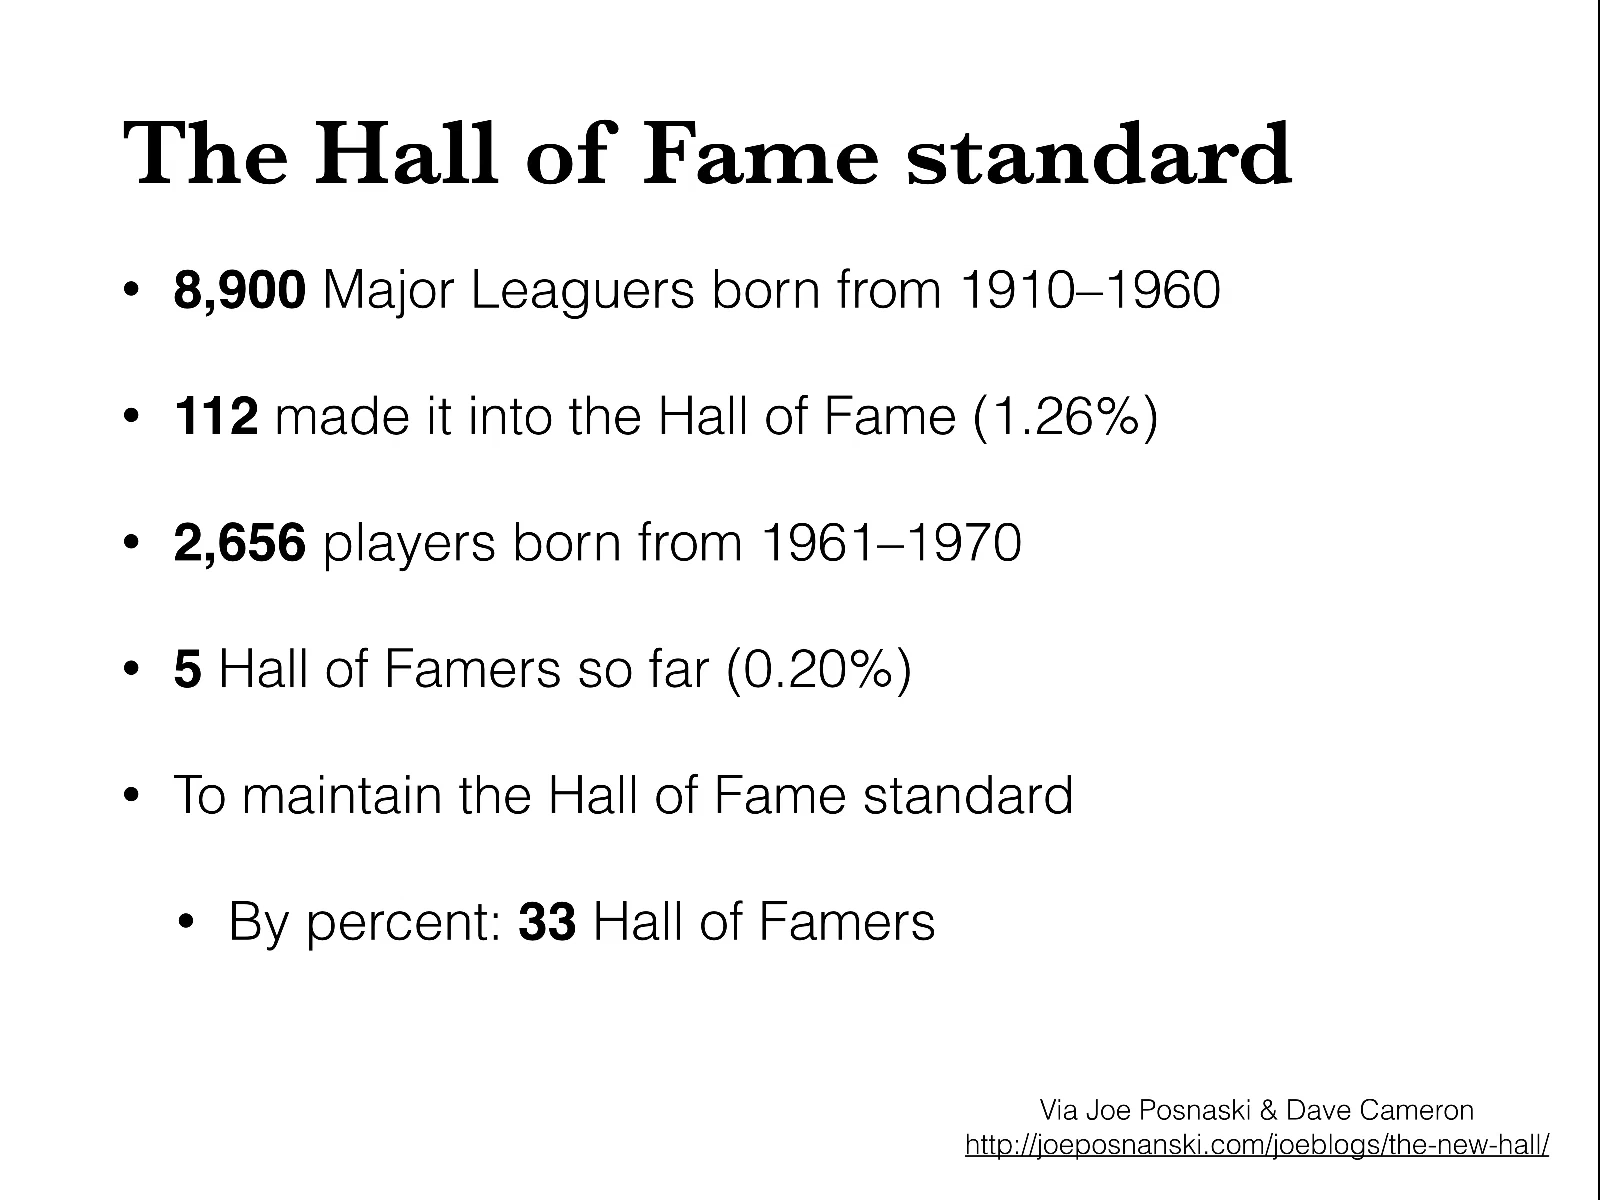 The Hall of Fame standard
• 8,900 Major Leaguers born from 1910–1960
• 112 made it into the Hall of Fame (1.26%)
• 2,656 players born from 1961–1970
• 5 Hall of Famers so far (0.20%)
• To maintain the Hall of Fame standard
• By percent: 33 Hall of Famers
Via Joe Posnaski & Dave Cameron
http://joeposnanski.com/joeblogs/the-new-hall/